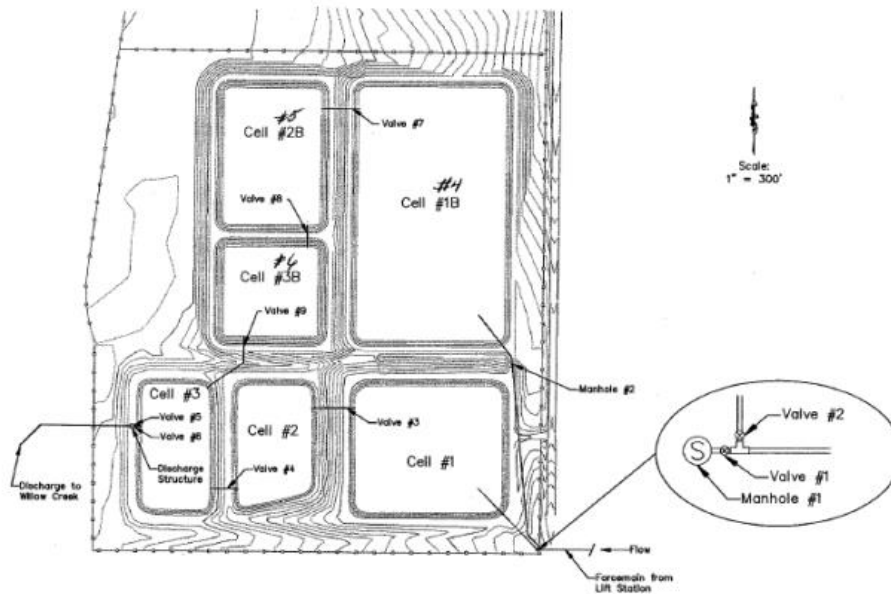 #5
Cell #2B
Valve #7
#4
Cell #1B
Scale:
1" = 300'
Valve #8
#6
Cell #3B
Valve #9
Manhole #2
Cell #3
Valve #5
Valve #6
Cell #2
Valve #3
Cell #1
Discharge
Structure
Valve #4
Discharge to
Willow Creek
Valve #2
S
Valve #1
Manhole #1
Flow
Forcemain from
Lift Station